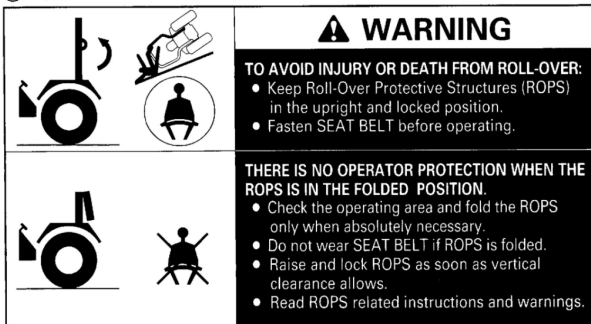 WARNING
TO AVOID INJURY OR DEATH FROM ROLL-OVER:
• Keep Roll-Over Protective Structures (ROPS)
in the upright and locked position.
• Fasten SEAT BELT before operating.
THERE IS NO OPERATOR PROTECTION WHEN THE
ROPS IS IN THE FOLDED POSITION.
• Check the operating area and fold the ROPS
only when absolutely necessary.
• Do not wear SEAT BELT if ROPS is folded.
• Raise and lock ROPS as soon as vertical
clearance allows.
• Read ROPS related instructions and warnings.